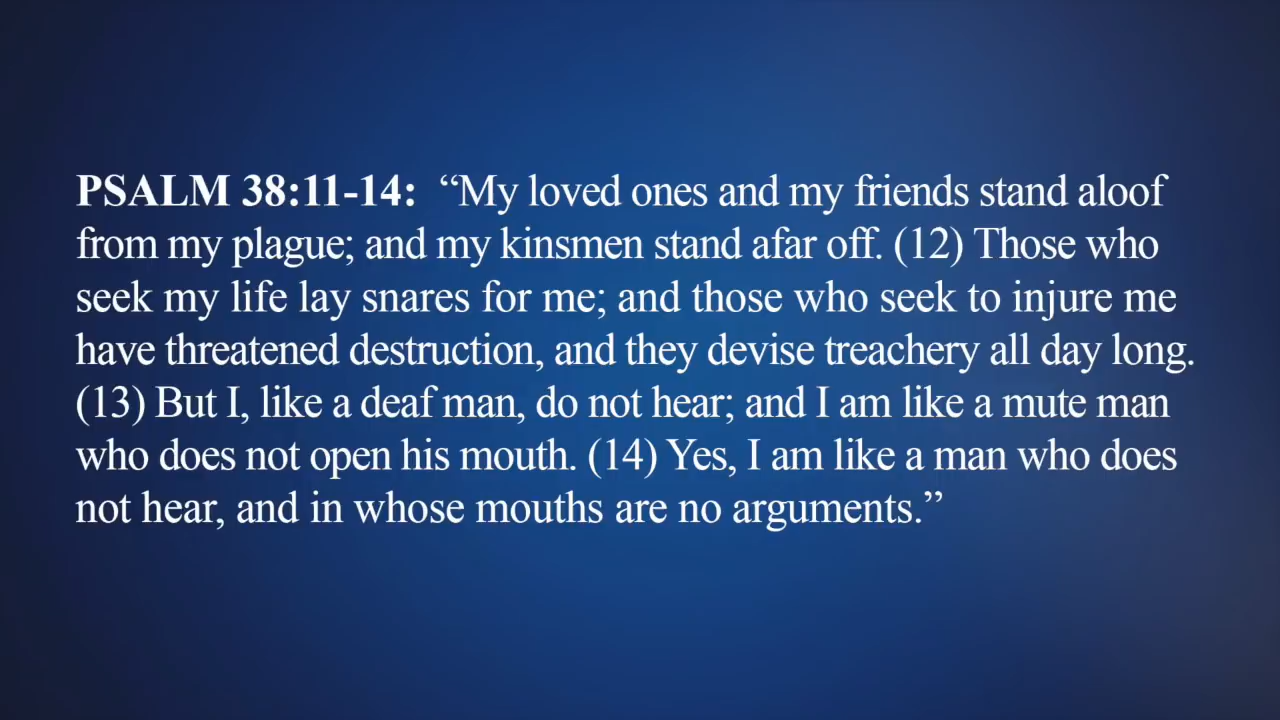 PSALM 38:11-14: “My loved ones and my friends stand aloof
from my plague; and my kinsmen stand afar off. (12) Those who
seek my life lay snares for me; and those who seek to injure me
have threatened destruction, and they devise treachery all day long.
(13) But I, like a deaf man, do not hear; and I am like a mute man
who does not open his mouth. (14) Yes, I am like a man who does
not hear, and in whose mouths are no arguments.”